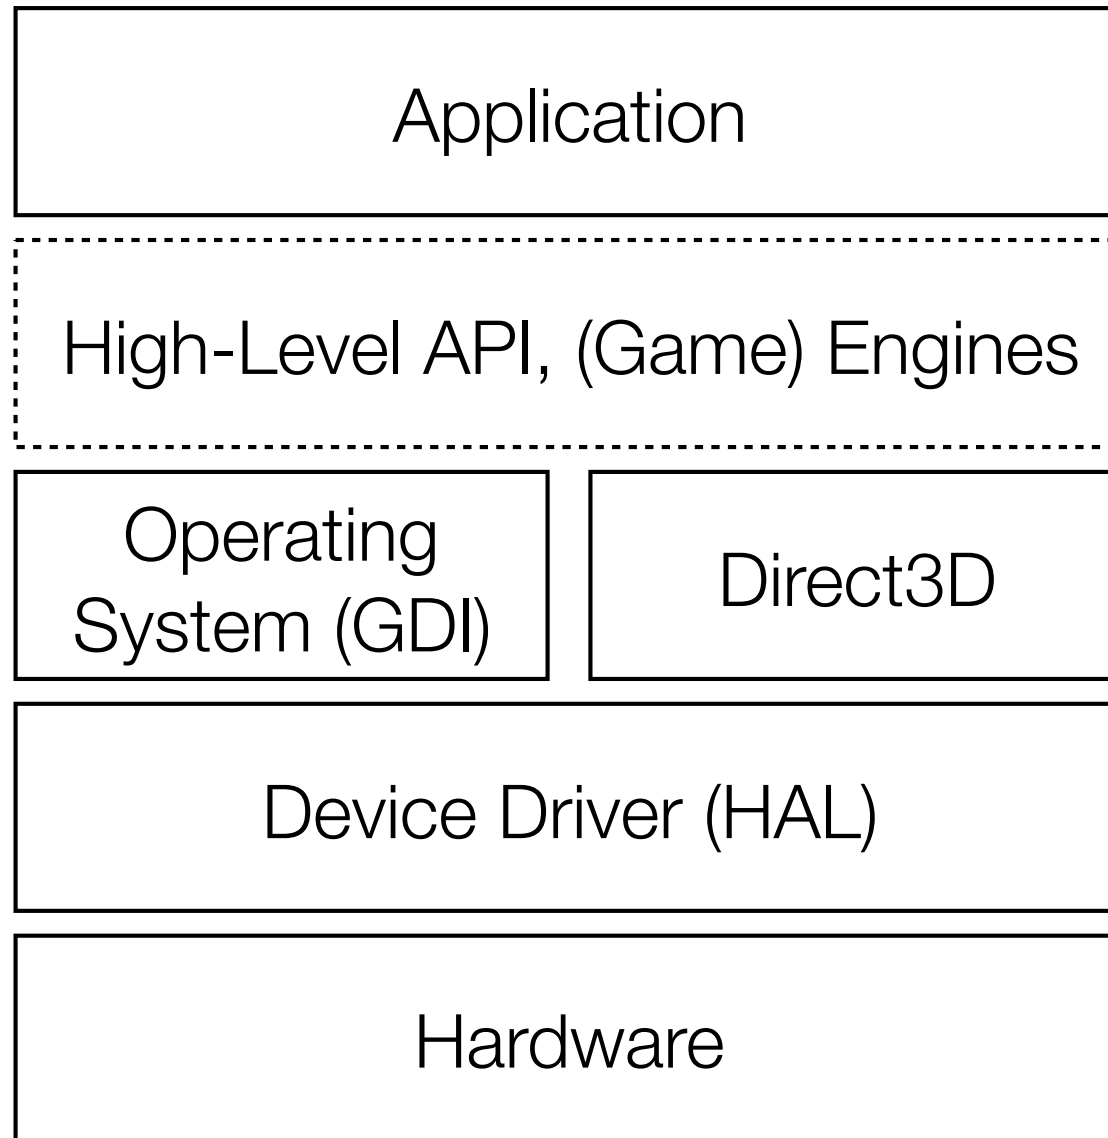 Application
High-Level API, (Game) Engines
Operating
System (GDI)
Direct3D
Device Driver (HAL)
Hardware